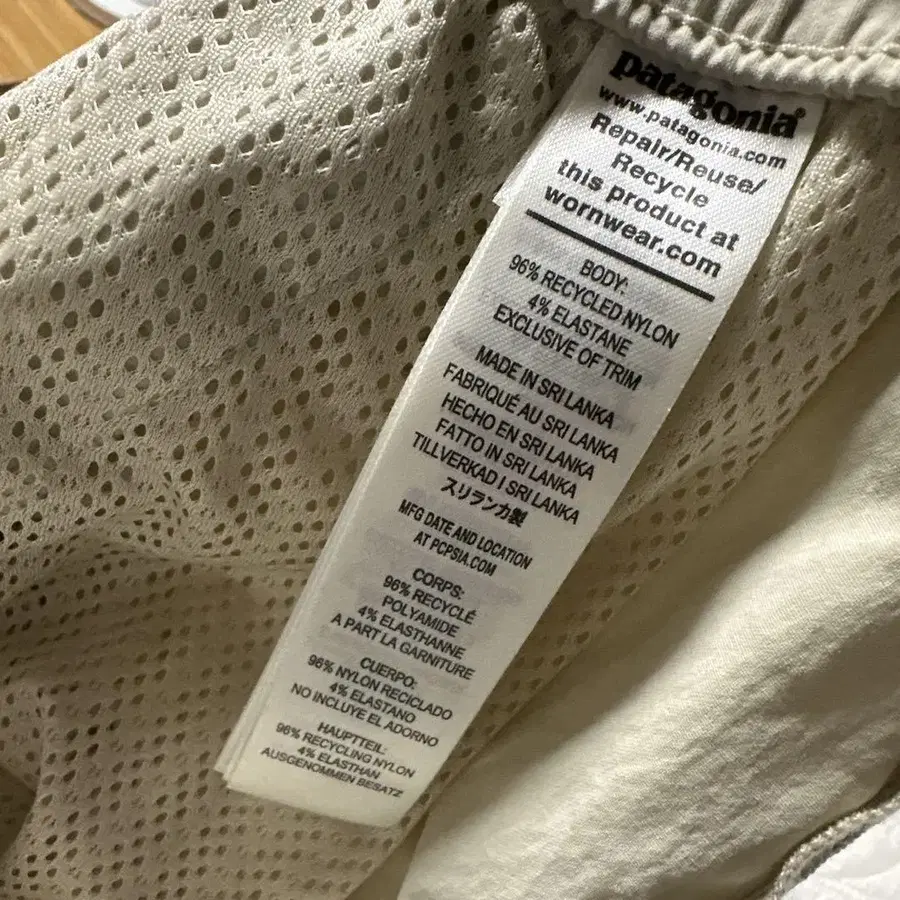 patagonia®
www.patagonia.com
Repair/Reuse/
Recycle
this product at
wornwear.com
BODY:
96% RECYCLED NYLON
4% ELASTANE
EXCLUSIVE OF TRIM
MADE IN SRI LANKA
FABRIQUÉ AU SRI LANKA
HECHO EN SRI LANKA
FATTO IN SRI LANKA
TILLVERKAD I SRI LANKA
スリランカ製
MFG DATE AND LOCATION
AT PCPSIA.COM
CORPS:
96% RECYCLÉ
POLYAMIDE
4% ELASTHANNE
A PART LA GARNITURE
CUERPO:
96% NYLON RECICLADO
4% ELASTANO
NO INCLUYE EL ADORNO
HAUPTTEIL:
96% RECYCLING NYLON
4% ELASTHAN
AUSGENOMMEN BESATZ